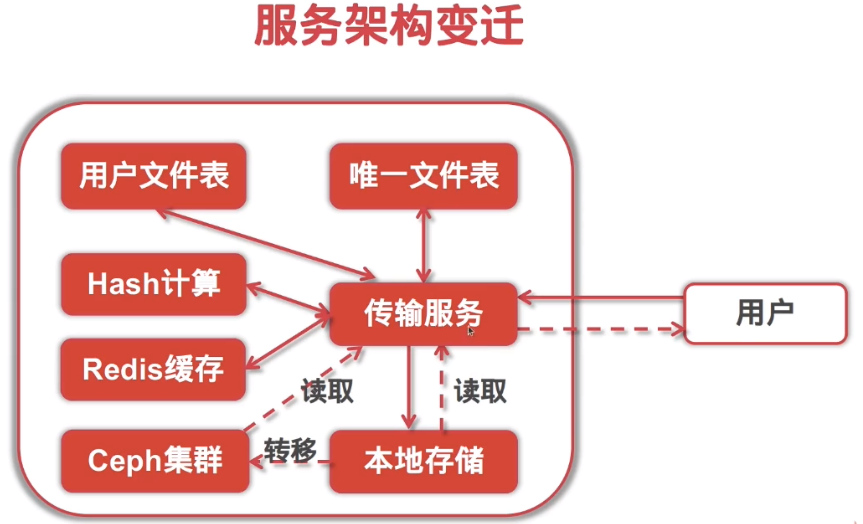 服务架构变迁
用户文件表
唯一文件表
Hash计算
传输服务
用户
Redis缓存
读取
读取
Ceph集群
转移
本地存储